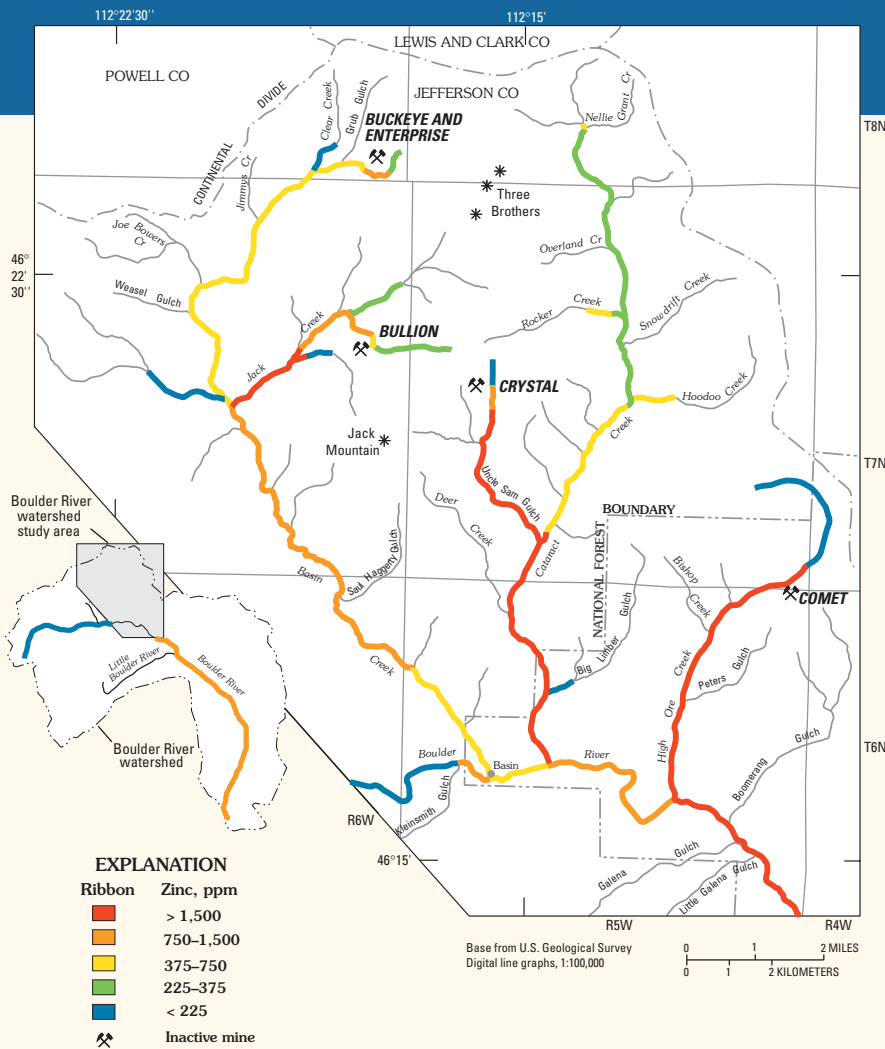 112°22'30''
112°15'
LEWIS AND CLARK CO
POWELL CO
JEFFERSON CO
CONTINENTAL
DIVIDE
Clear Creek
Grub Gulch
BUCKEYE AND
ENTERPRISE
Jimmys Cr
Nellie
Grant Cr
T8N
Three
Brothers
Joe Bowers
Cr
Overland Cr
46°
22'
30''
Weasel Gulch
Creek
Jack
BULLION
Rocker
Creek
Snowdrift Creek
CRYSTAL
Hoodoo Creek
Creek
Jack
Mountain
T7N
Uncle Sam Gulch
Cataract
Deer
Creek
BOUNDARY
NATIONAL FOREST
Boulder River
watershed
study area
Basin
Saul Haggerty Gulch
Bishop
Creek
COMET
Creek
Big Limber
Gulch
High
Ore
Creek
Peters
Gulch
Little
Boulder River
Boulder River
Boulder River
watershed
Boulder
Basin
River
Gulch
Boomerang
T6N
Kleinsmith
Gulch
R6W
46°15'
Galena
Gulch
Little Galena Gulch
R5W
R4W
EXPLANATION
Ribbon Zinc, ppm
> 1,500
750–1,500
375–750
225–375
< 225
Inactive mine
Base from U.S. Geological Survey
Digital line graphs, 1:100,000
0 1 2 MILES
0 1 2 KILOMETERS